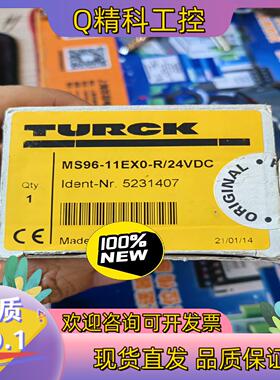 Q精科工控
TURCK
MS96-11EX0-R/24VDC
Qty
1
Ident-Nr. 5231407
ORIGINAL
CE
Made
21/01/14
100%
NEW
质
0.1
欢迎咨询可开发票
现货直发 品质保证